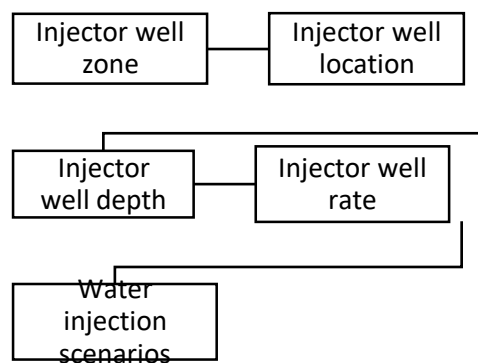 Injector well
zone
Injector well
location
Injector
well depth
Injector well
rate
Water
injection
scenarios